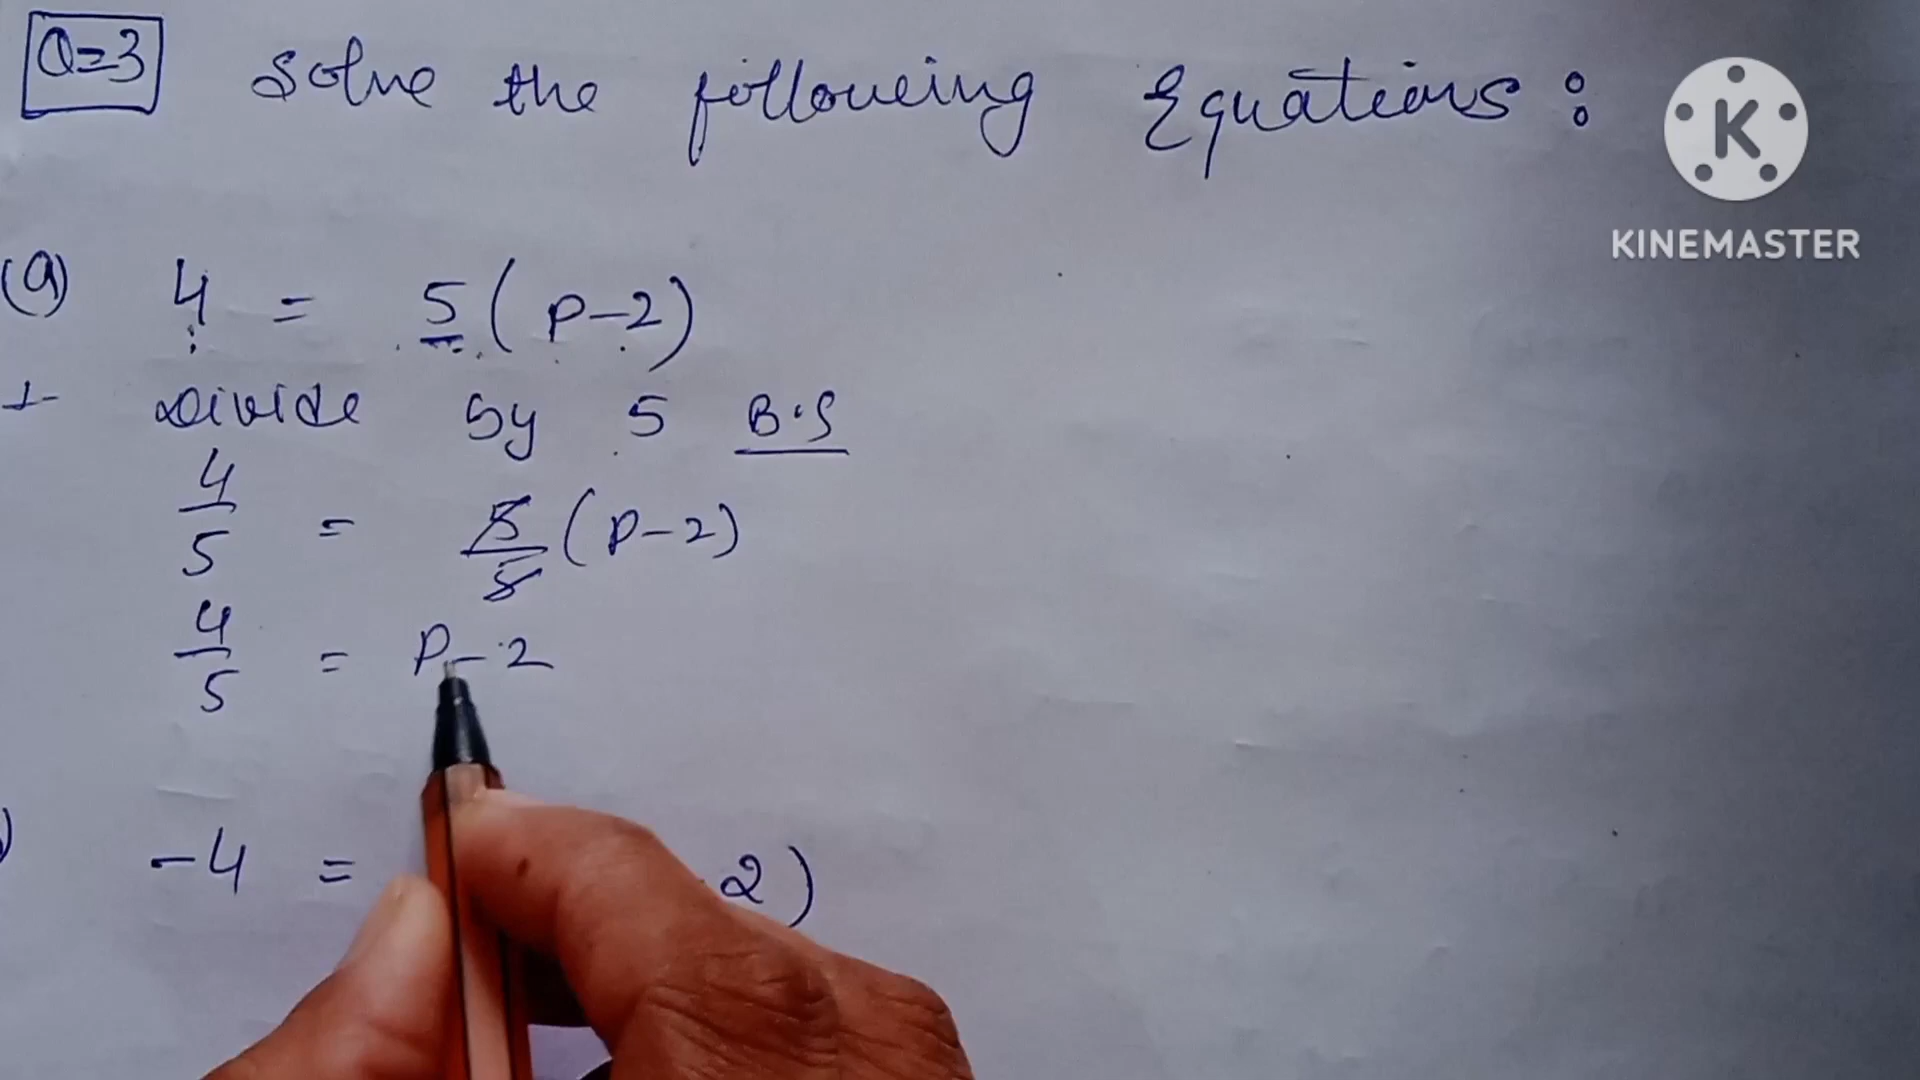 Q=3 Solve the following Equations:
KINEMASTER
(a) 4 = 5(P-2)
Divide by 5 B.S
4/5 = 5/5 (P-2)
4/5 = P-2
) -4 = 2)